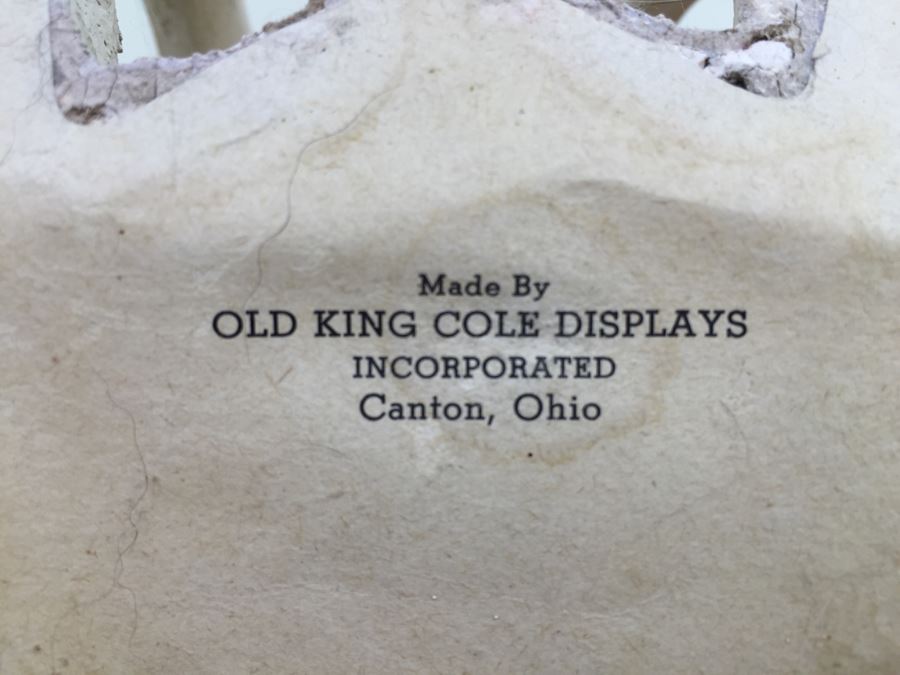 Made By
OLD KING COLE DISPLAYS
INCORPORATED
Canton, Ohio